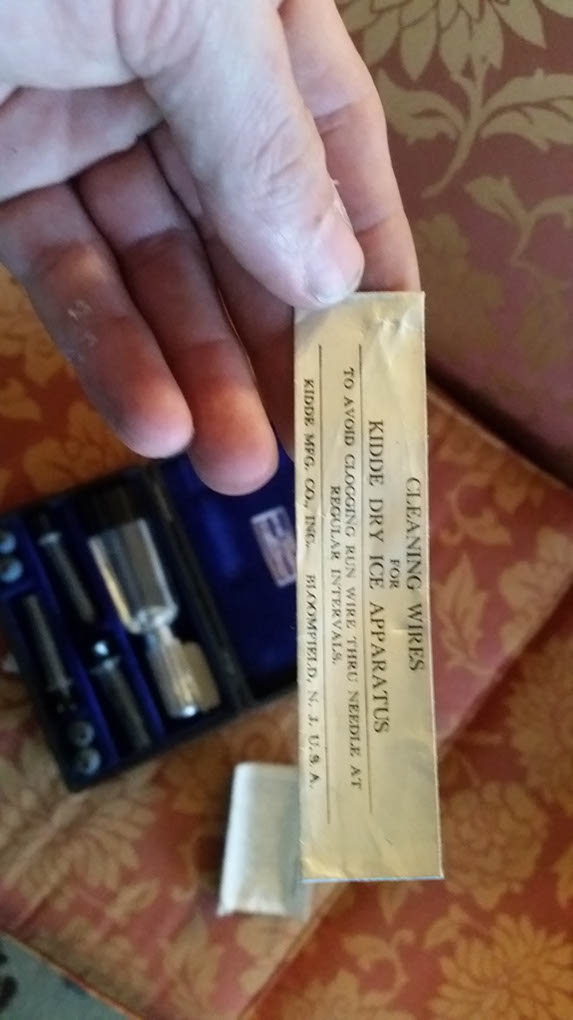 CLEANING WIRES
FOR
KIDDE DRY ICE APPARATUS
TO AVOID CLOGGING RUN WIRE THRU NEEDLE AT
REGULAR INTERVALS.
KIDDE MFG. CO., INC. BLOOMFIELD, N. J. U. S. A.